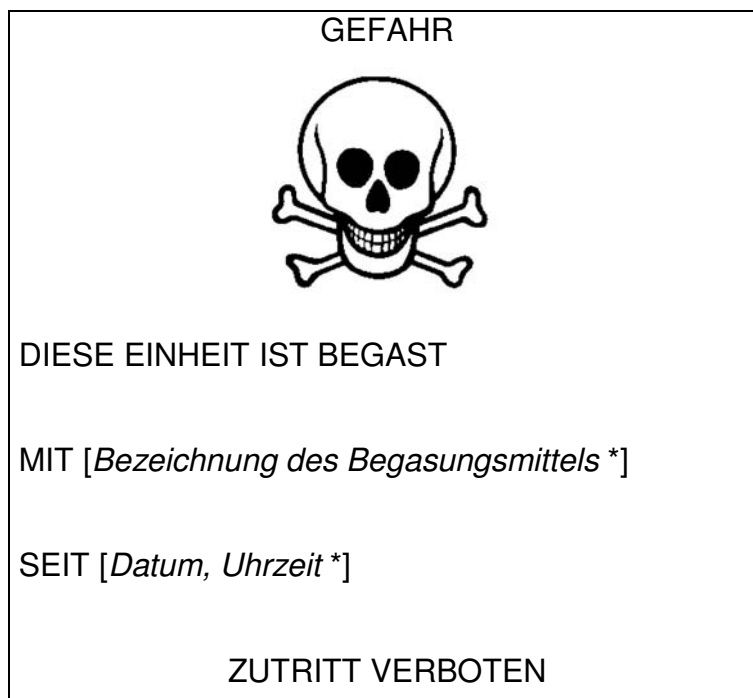 GEFAHR
DIESE EINHEIT IST BEGAST
MIT [Bezeichnung des Begasungsmittels *]
SEIT [Datum, Uhrzeit *]
ZUTRITT VERBOTEN